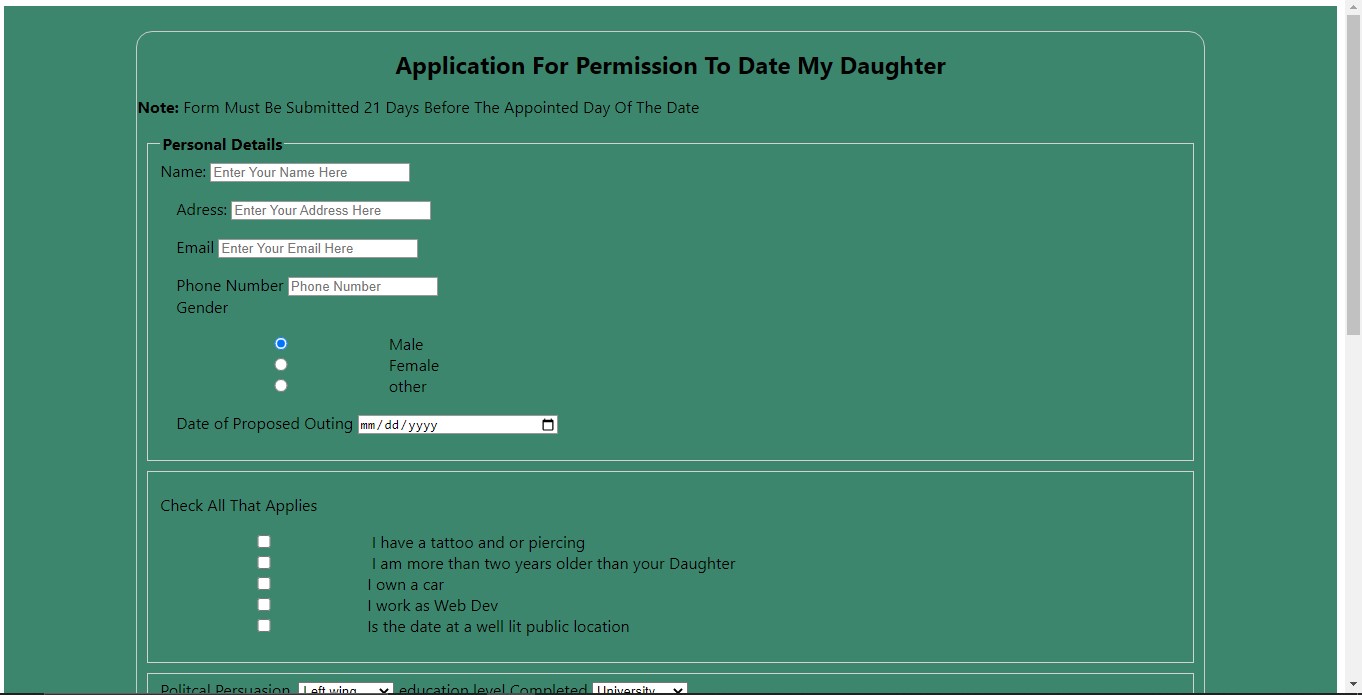 Application For Permission To Date My Daughter
Note: Form Must Be Submitted 21 Days Before The Appointed Day Of The Date
Personal Details
Name: Enter Your Name Here
Adress: Enter Your Address Here
Email Enter Your Email Here
Phone Number Phone Number
Gender
Male
Female
other
Date of Proposed Outing mm/dd/yyyy
Check All That Applies
I have a tattoo and or piercing
I am more than two years older than your Daughter
I own a car
I work as Web Dev
Is the date at a well lit public location
Politcal Persuasion Left wing education level Completed University